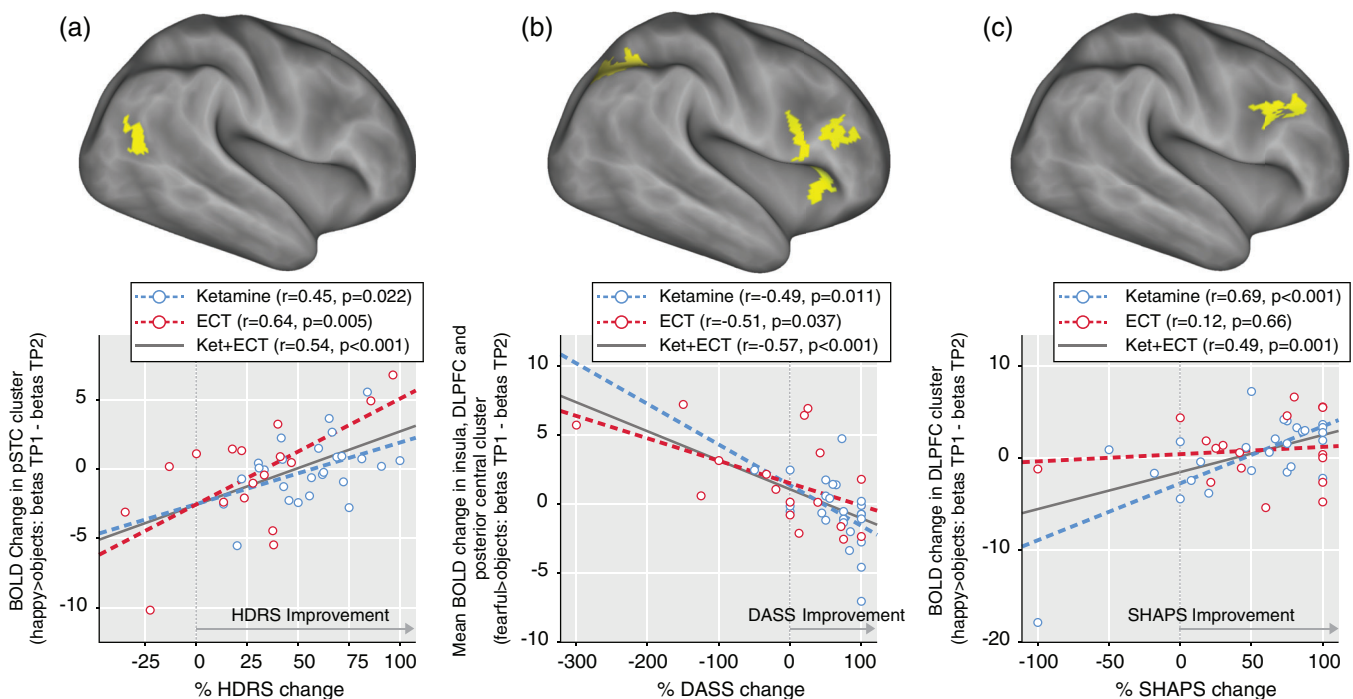 (a)
Ketamine (r=0.45, p=0.022)
ECT (r=0.64, p=0.005)
Ket+ECT (r=0.54, p<0.001)
BOLD Change in pSTC cluster
(happy>objects: betas TP1 - betas TP2)
5
0
-5
-10
HDRS Improvement
-25
0
25
50
75
100
% HDRS change
(b)
Ketamine (r=-0.49, p=0.011)
ECT (r=-0.51, p=0.037)
Ket+ECT (r=-0.57, p<0.001)
Mean BOLD change in insula, DLPFC and
posterior central cluster
(fearful>objects: betas TP1 - betas TP2)
10
5
0
-5
-10
DASS Improvement
-300
-200
-100
0
100
% DASS change
(c)
Ketamine (r=0.69, p<0.001)
ECT (r=0.12, p=0.66)
Ket+ECT (r=0.49, p=0.001)
BOLD change in DLPFC cluster
(happy>objects: betas TP1 - betas TP2)
10
0
-10
-20
SHAPS Improvement
-100
-50
0
50
100
% SHAPS change